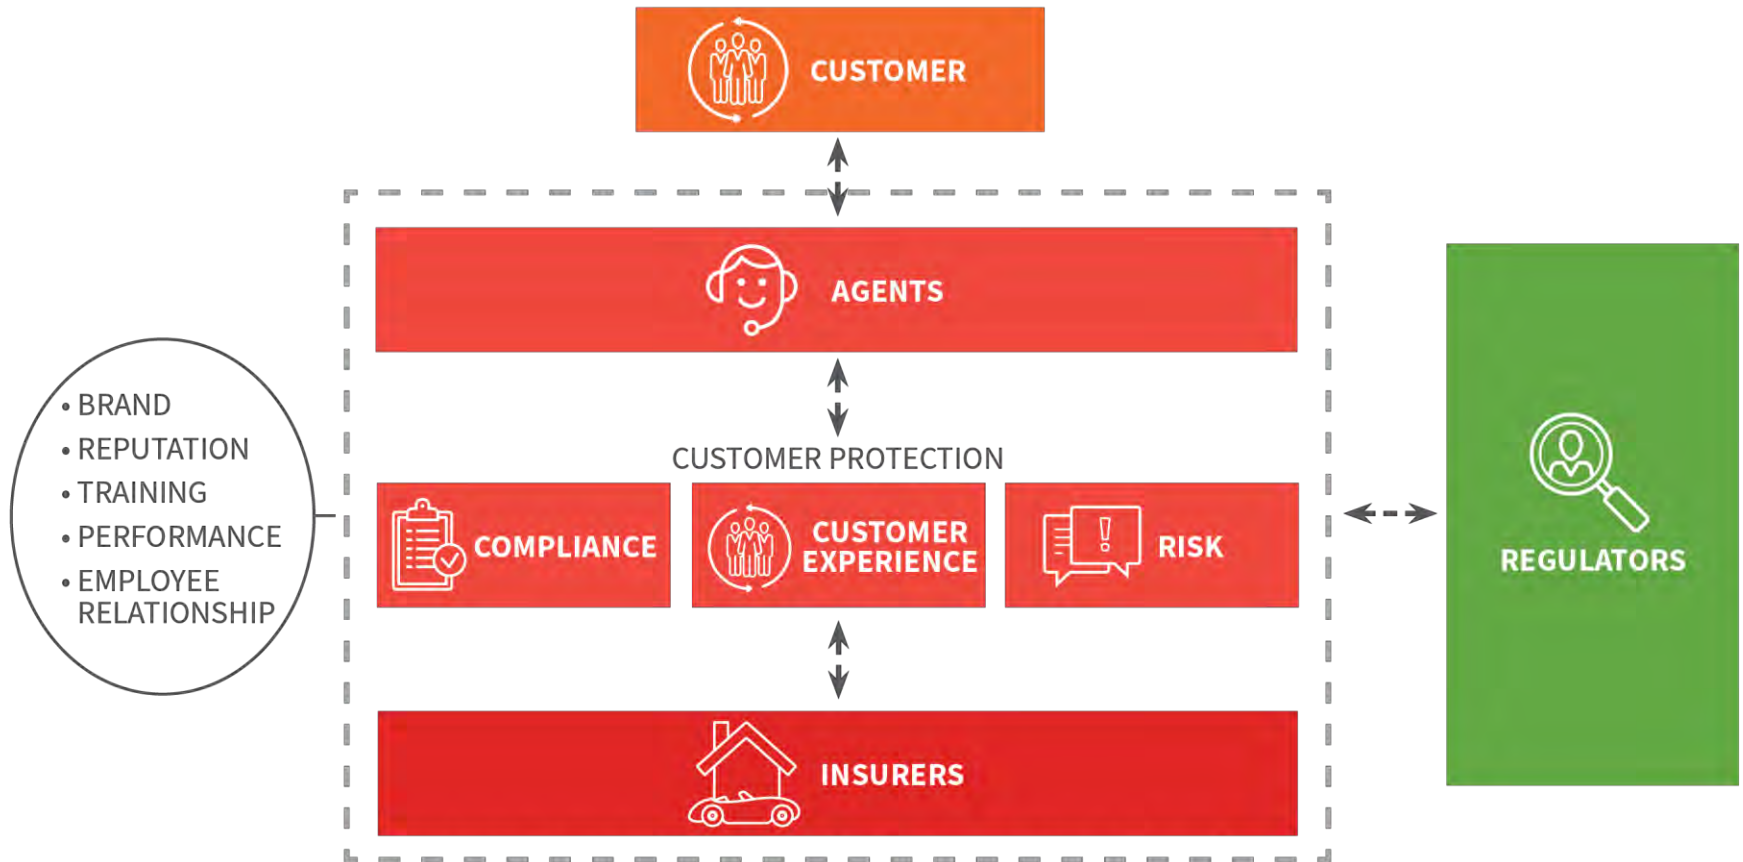 CUSTOMER
AGENTS
• BRAND
• REPUTATION
• TRAINING
• PERFORMANCE
• EMPLOYEE
RELATIONSHIP
CUSTOMER PROTECTION
COMPLIANCE
CUSTOMER
EXPERIENCE
RISK
REGULATORS
INSURERS